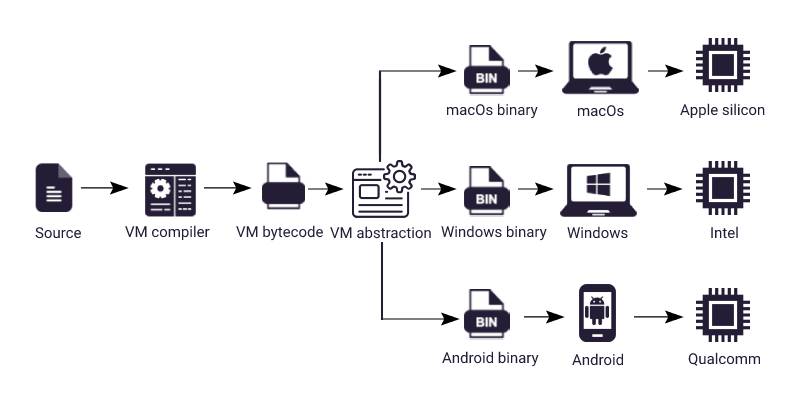 BIN
macOs binary
macOs
Apple silicon
Source
VM compiler
VM bytecode
VM abstraction
BIN
Windows binary
Windows
Intel
BIN
Android binary
Android
Qualcomm